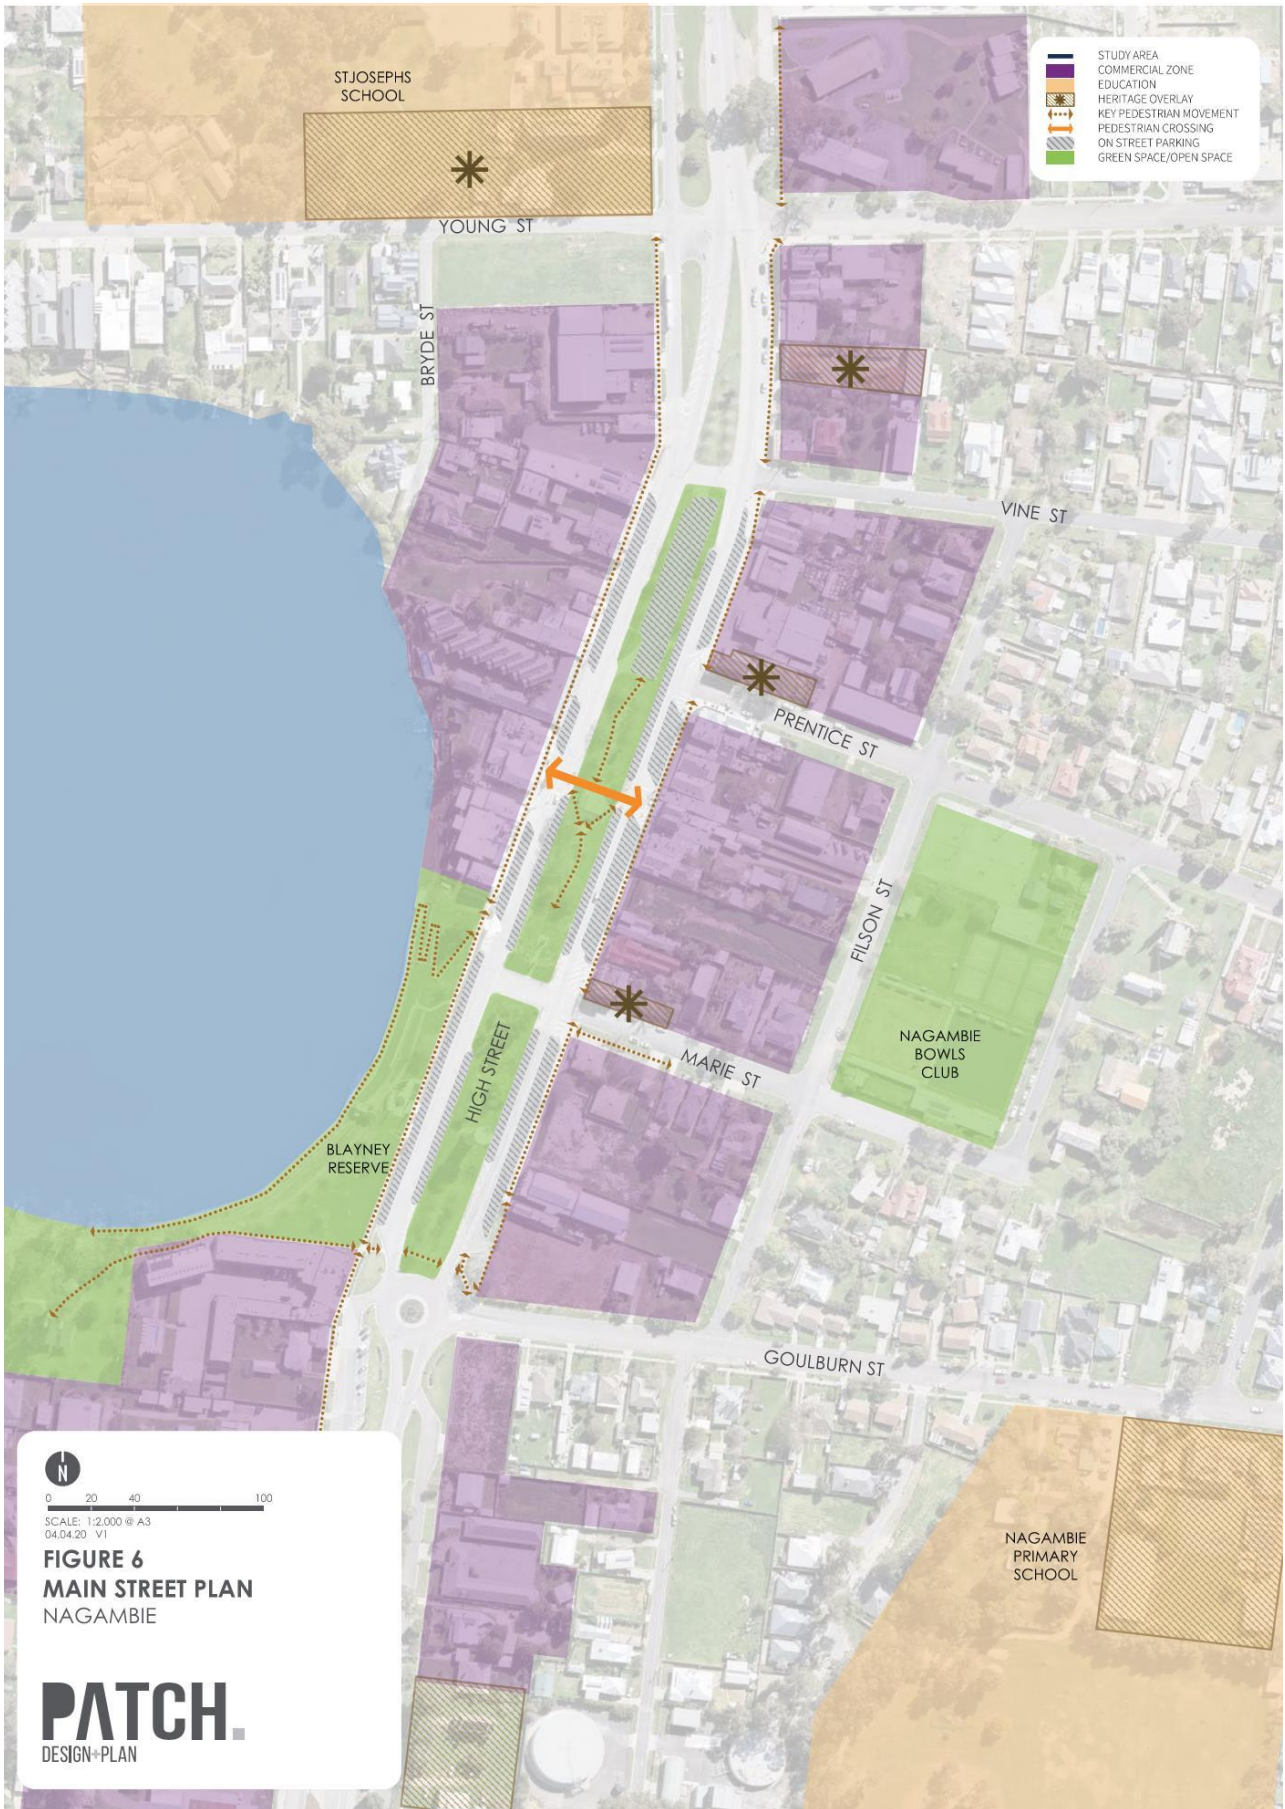 STJOSEPHS
SCHOOL
STUDY AREA
COMMERCIAL ZONE
EDUCATION
HERITAGE OVERLAY
KEY PEDESTRIAN MOVEMENT
PEDESTRIAN CROSSING
ON STREET PARKING
GREEN SPACE/OPEN SPACE
YOUNG ST
BRYDE ST
VINE ST
PRENTICE ST
FILSON ST
NAGAMBIE
BOWLS
CLUB
HIGH STREET
MARIE ST
BLAYNEY
RESERVE
GOULBURN ST
NAGAMBIE
PRIMARY
SCHOOL
N
0 20 40 100
SCALE: 1:2,000 @ A3
04.04.20 V1
FIGURE 6
MAIN STREET PLAN
NAGAMBIE
PATCH.
DESIGN+PLAN